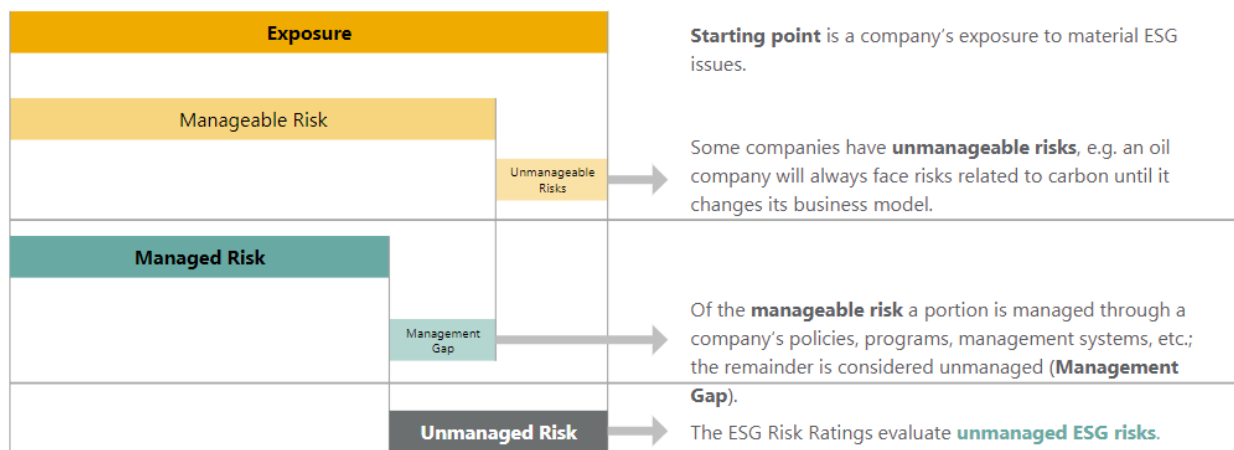 Exposure
Starting point is a company's exposure to material ESG
issues.
Manageable Risk
Unmanageable
Risks
Some companies have unmanageable risks, e.g. an oil
company will always face risks related to carbon until it
changes its business model.
Managed Risk
Management
Gap
Of the manageable risk a portion is managed through a
company's policies, programs, management systems, etc.;
the remainder is considered unmanaged (Management
Gap).
Unmanaged Risk
The ESG Risk Ratings evaluate unmanaged ESG risks.